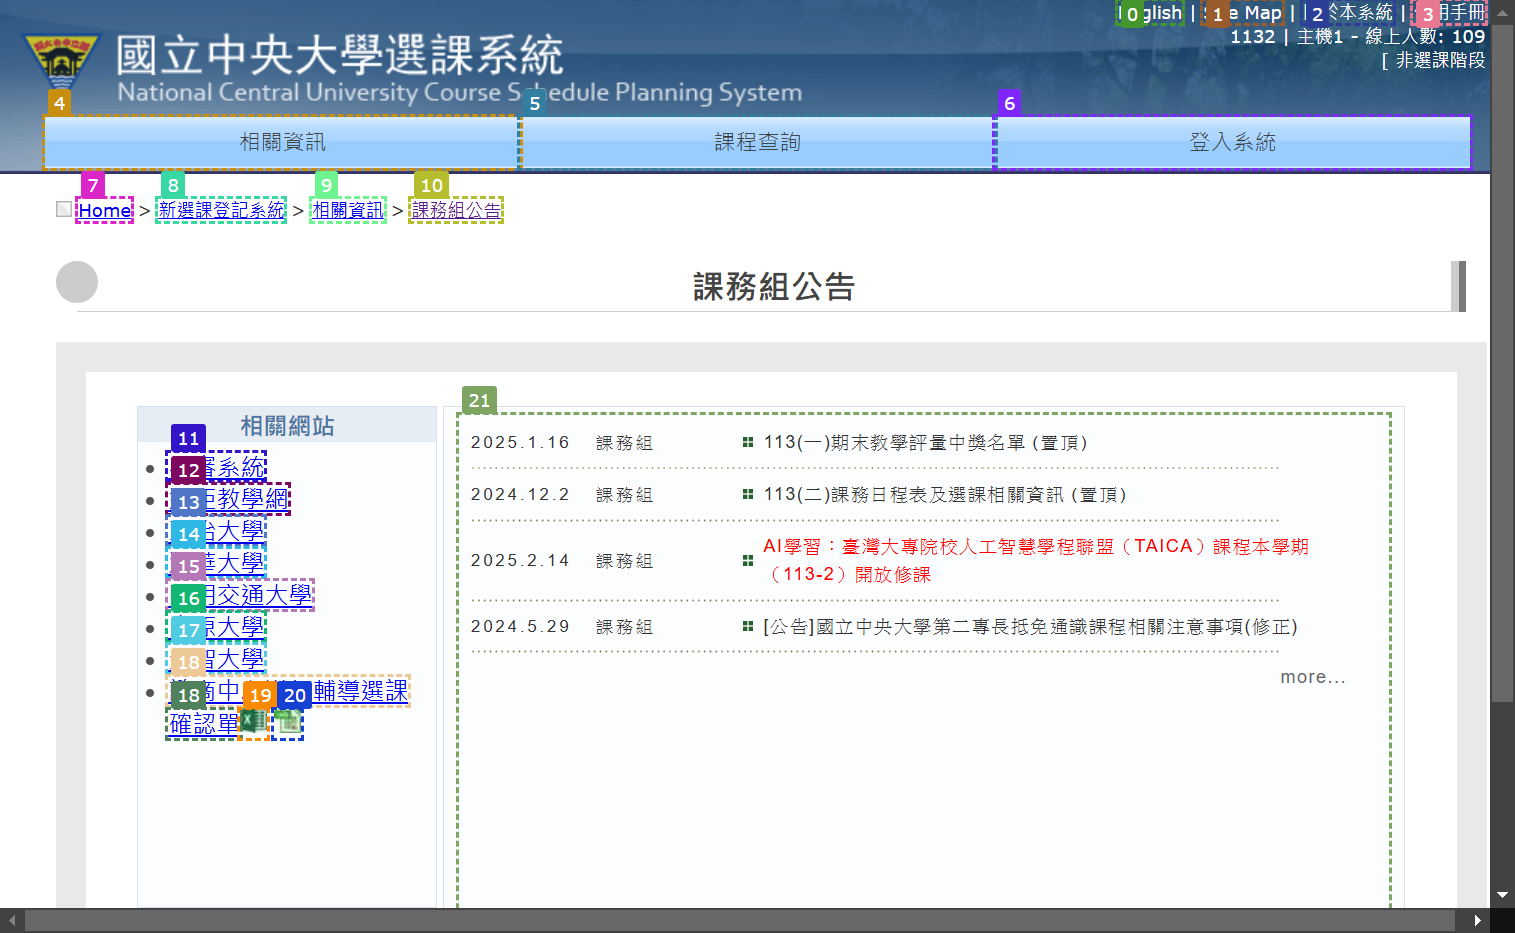 English | Site Map | 關於本系統 | 使用手冊
1132 | 主機1 - 線上人數: 109
[ 非選課階段
國立中央大學選課系統
National Central University Course Schedule Planning System
相關資訊
課程查詢
登入系統
Home > 新選課登記系統 > 相關資訊 > 課務組公告
課務組公告
相關網站
系統
教學網
大學
大學
交通大學
大學
大學
輔導選課
確認單
2025.1.16 課務組 113(一)期末教學評量中獎名單 (置頂)
2024.12.2 課務組 113(二)課務日程表及選課相關資訊 (置頂)
2025.2.14 課務組 AI學習：臺灣大專院校人工智慧學程聯盟（TAICA）課程本學期
（113-2）開放修課
2024.5.29 課務組 [公告]國立中央大學第二專長抵免通識課程相關注意事項(修正)
more...
0
1
2
3
4
5
6
7
8
9
10
11
12
13
14
15
16
17
18
18
19
20
21